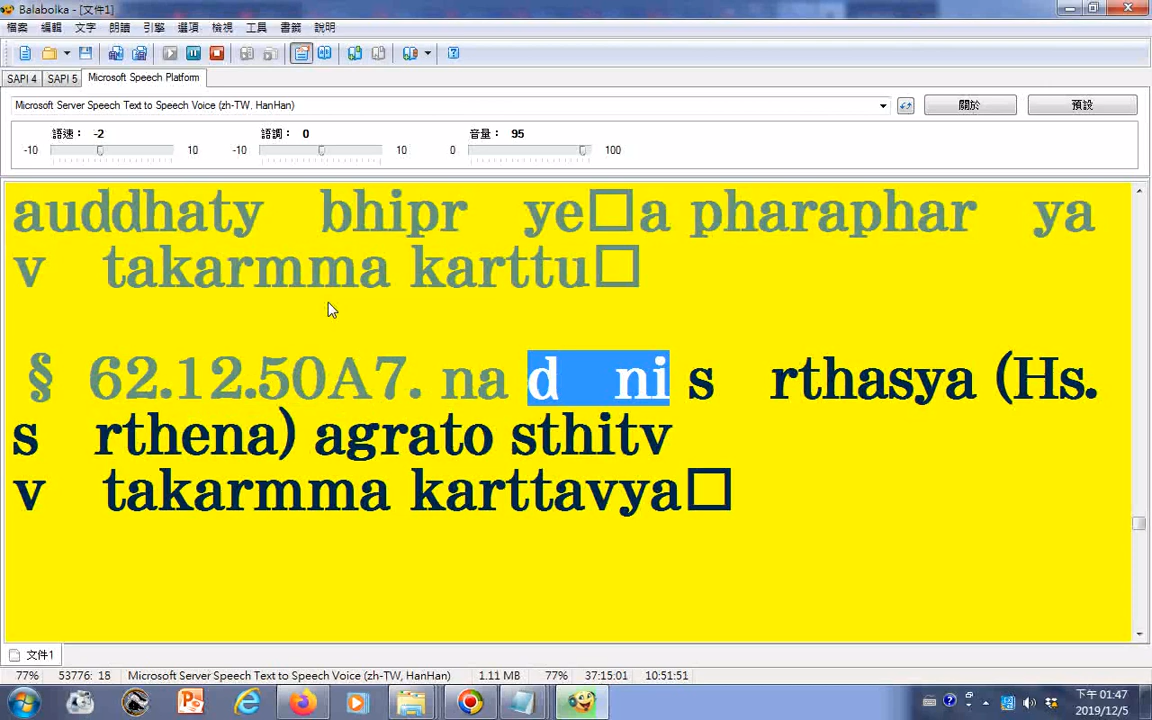 Balabolka - [文件1]
檔案 編輯 文字 朗讀 引擎 選項 檢視 工具 書籤 說明
SAPI 4 SAPI 5 Microsoft Speech Platform
Microsoft Server Speech Text to Speech Voice (zh-TW, HanHan) 關於 預設
語速： -2 語調： 0 音量： 95
-10 10 -10 10 0 100
auddhaty bhipr ye□a pharaphar ya
v takarmma karttu□
§ 62.12.50A7. na d ni s rthasya (Hs.
s rthena) agrato sthitv
v takarmma karttavya□
文件1
77% 53776: 18 Microsoft Server Speech Text to Speech Voice (zh-TW, HanHan) 1.11 MB 77% 37:15:01 10:51:51
下午 01:47
2019/12/5